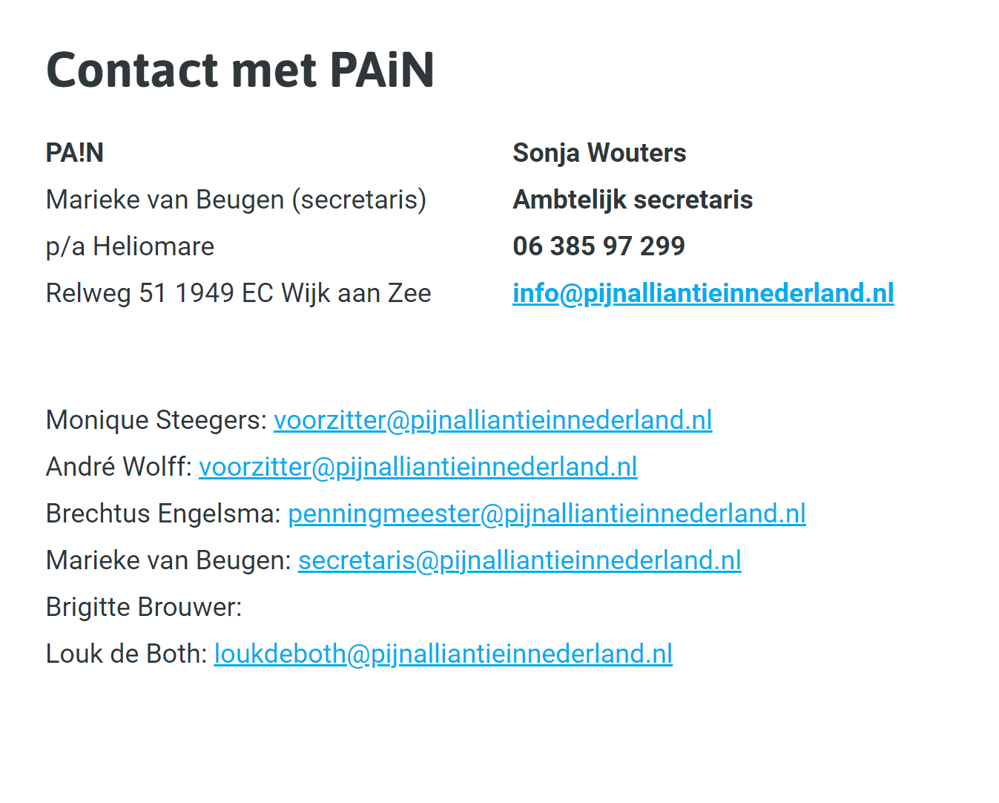 Contact met PAiN
PA!N
Marieke van Beugen (secretaris)
p/a Heliomare
Relweg 51 1949 EC Wijk aan Zee
Sonja Wouters
Ambtelijk secretaris
06 385 97 299
info@pijnalliantieinnederland.nl
Monique Steegers: voorzitter@pijnalliantieinnederland.nl
André Wolff: voorzitter@pijnalliantieinnederland.nl
Brechtus Engelsma: penningmeester@pijnalliantieinnederland.nl
Marieke van Beugen: secretaris@pijnalliantieinnederland.nl
Brigitte Brouwer:
Louk de Both: loukdeboth@pijnalliantieinnederland.nl